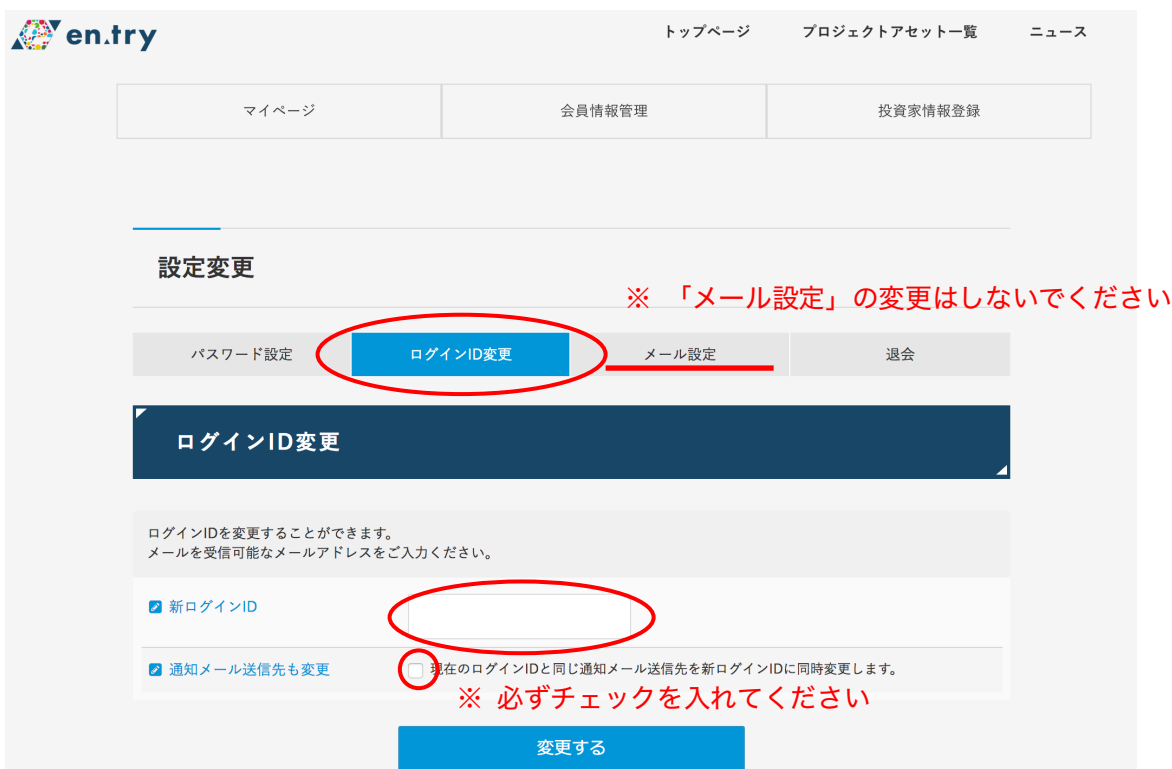 en.try
トップページ プロジェクトアセット一覧 ニュース
マイページ 会員情報管理 投資家情報登録
設定変更
※ 「メール設定」の変更はしないでください
パスワード設定 ログインID変更 メール設定 退会
ログインID変更
ログインIDを変更することができます。
メールを受信可能なメールアドレスをご入力ください。
新ログインID
通知メール送信先も変更 現在のログインIDと同じ通知メール送信先を新ログインIDに同時変更します。
※ 必ずチェックを入れてください
変更する